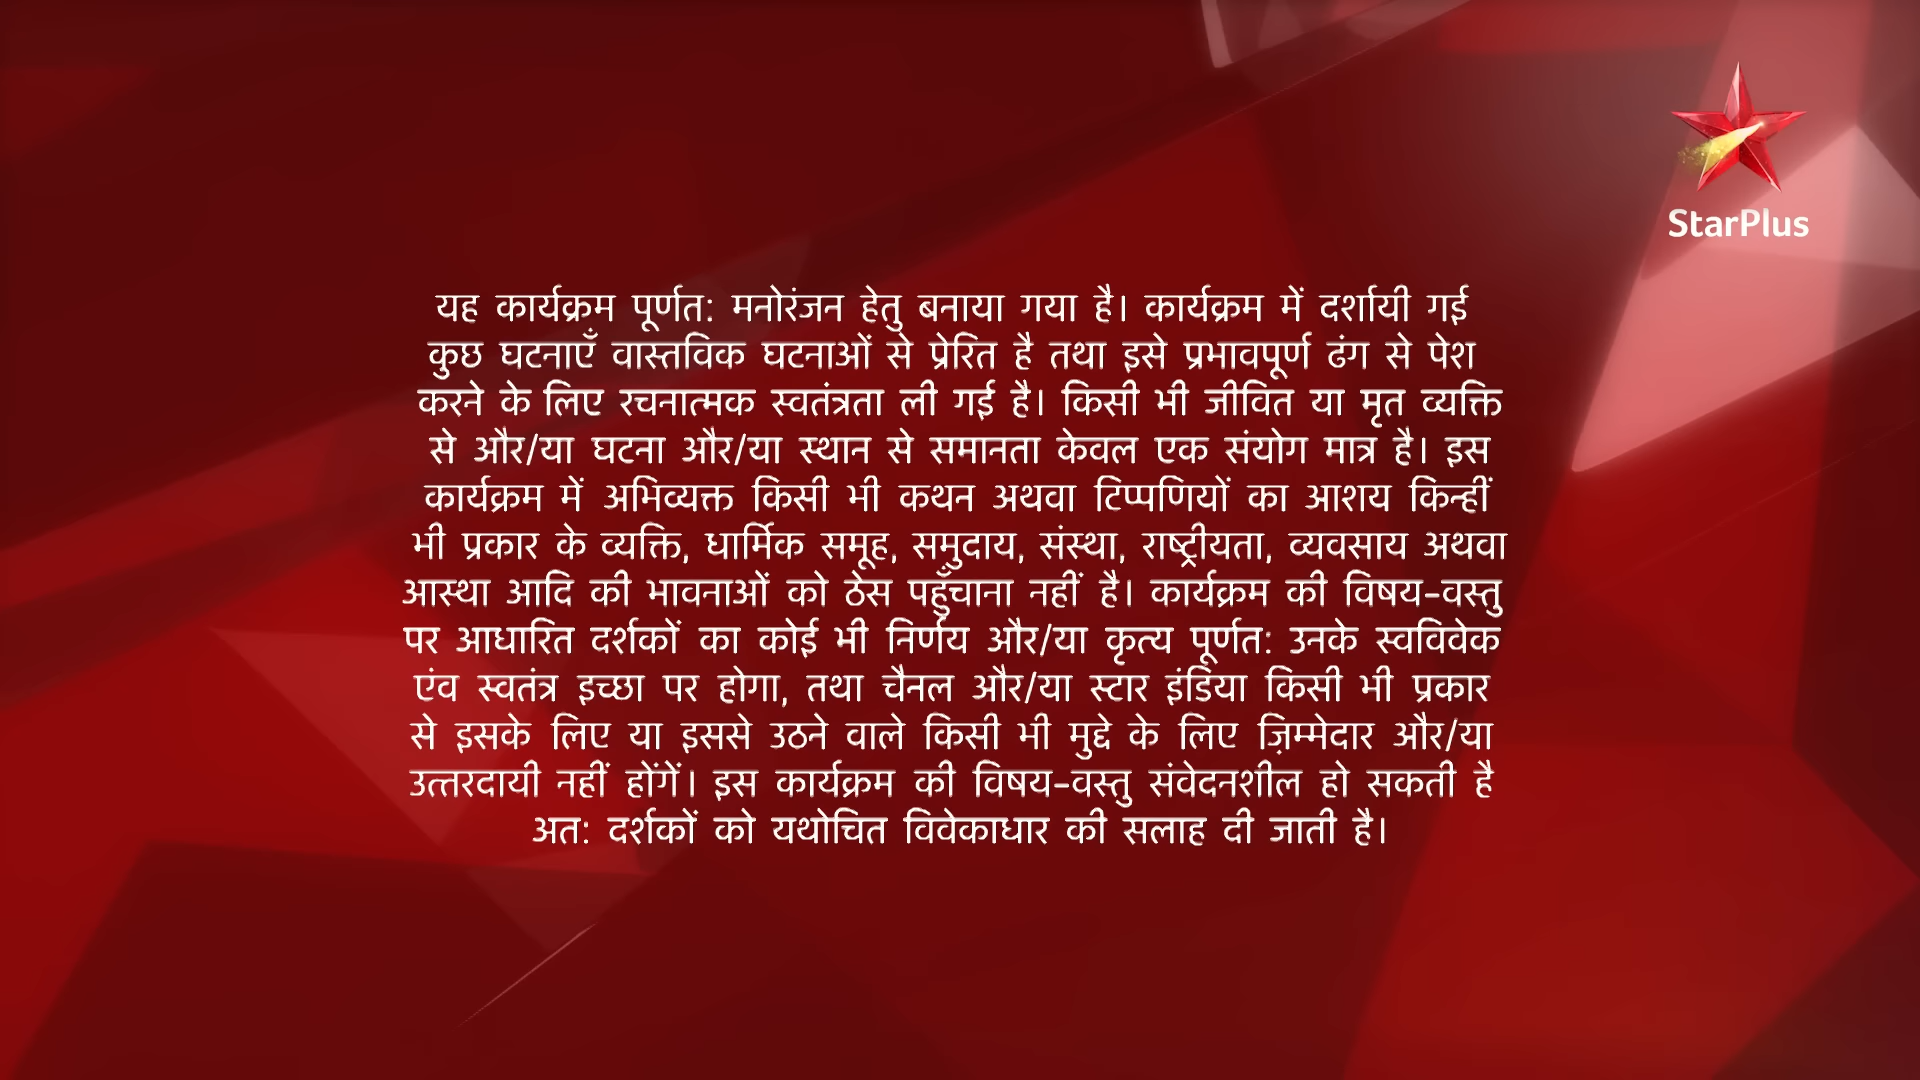 StarPlus
यह कार्यक्रम पूर्णत: मनोरंजन हेतु बनाया गया है। कार्यक्रम में दर्शायी गई
कुछ घटनाएँ वास्तविक घटनाओं से प्रेरित है तथा इसे प्रभावपूर्ण ढंग से पेश
करने के लिए रचनात्मक स्वतंत्रता ली गई है। किसी भी जीवित या मृत व्यक्ति
से और/या घटना और/या स्थान से समानता केवल एक संयोग मात्र है। इस
कार्यक्रम में अभिव्यक्त किसी भी कथन अथवा टिप्पणियों का आशय किन्हीं
भी प्रकार के व्यक्ति, धार्मिक समूह, समुदाय, संस्था, राष्ट्रीयता, व्यवसाय अथवा
आस्था आदि की भावनाओं को ठेस पहुँचाना नहीं है। कार्यक्रम की विषय-वस्तु
पर आधारित दर्शकों का कोई भी निर्णय और/या कृत्य पूर्णत: उनके स्वविवेक
एंव स्वतंत्र इच्छा पर होगा, तथा चैनल और/या स्टार इंडिया किसी भी प्रकार
से इसके लिए या इससे उठने वाले किसी भी मुद्दे के लिए ज़िम्मेदार और/या
उत्तरदायी नहीं होंगें। इस कार्यक्रम की विषय-वस्तु संवेदनशील हो सकती है
अत: दर्शकों को यथोचित विवेकाधार की सलाह दी जाती है।